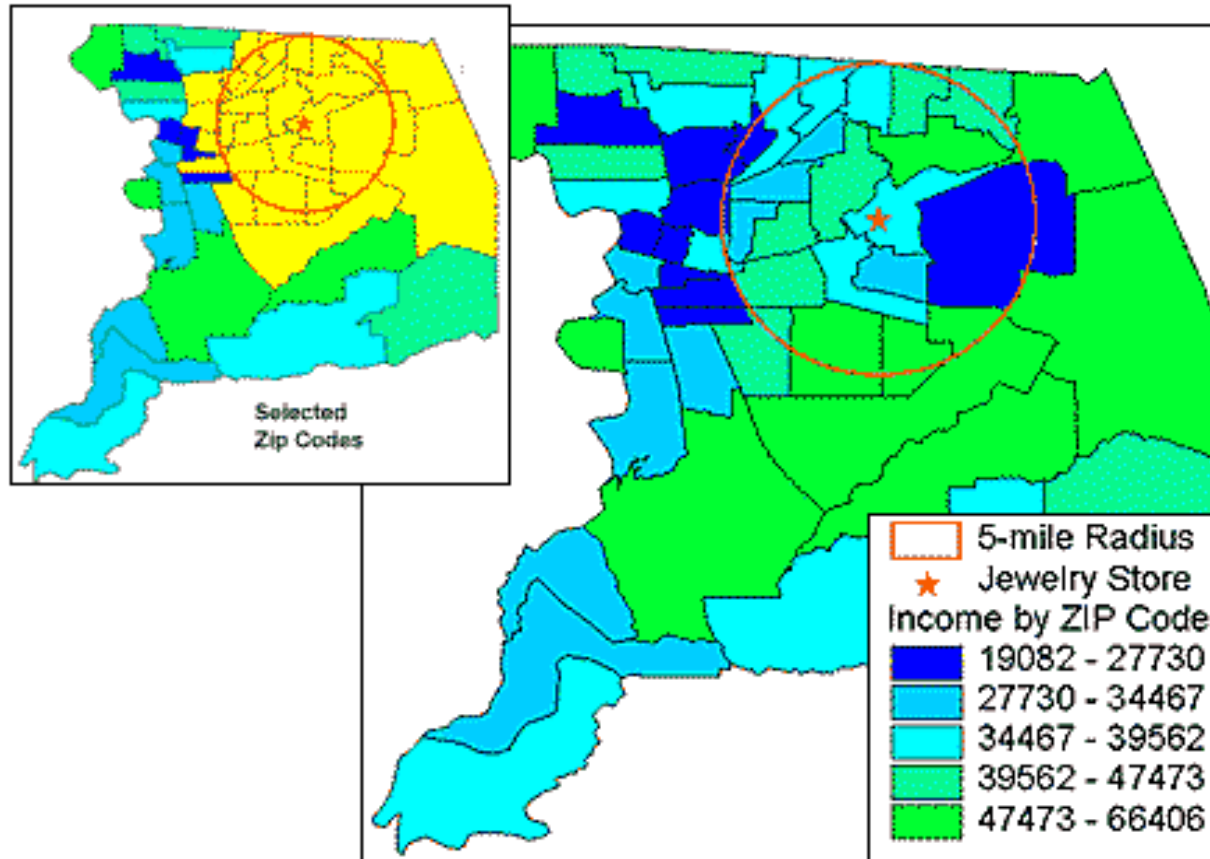 Selected
Zip Codes
5-mile Radius
Jewelry Store
Income by ZIP Code
19082 - 27730
27730 - 34467
34467 - 39562
39562 - 47473
47473 - 66406